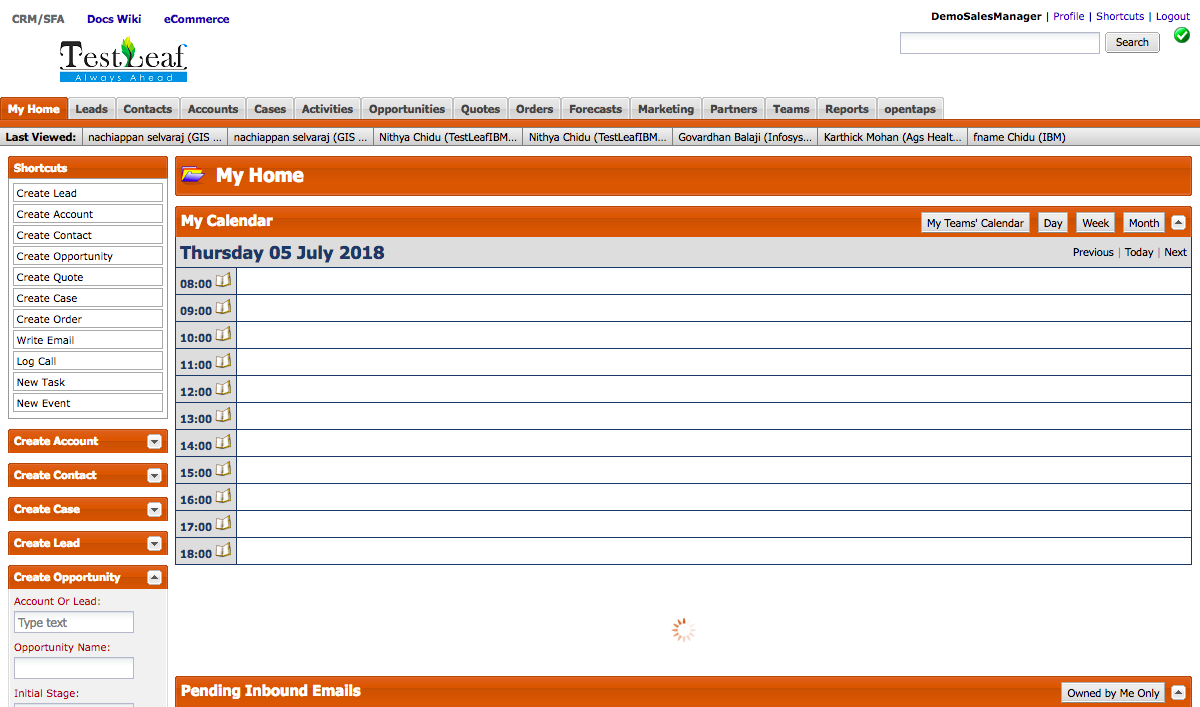 CRM/SFA Docs Wiki eCommerce
DemoSalesManager | Profile | Shortcuts | Logout
TestLeaf
Always Ahead
Search
My Home Leads Contacts Accounts Cases Activities Opportunities Quotes Orders Forecasts Marketing Partners Teams Reports opentaps
Last Viewed: nachiappan selvaraj (GIS ... nachiappan selvaraj (GIS ... Nithya Chidu (TestLeafIBM... Nithya Chidu (TestLeafIBM... Govardhan Balaji (Infosys... Karthick Mohan (Ags Healt... fname Chidu (IBM)
Shortcuts
Create Lead
Create Account
Create Contact
Create Opportunity
Create Quote
Create Case
Create Order
Write Email
Log Call
New Task
New Event
Create Account
Create Contact
Create Case
Create Lead
Create Opportunity
Account Or Lead:
Type text
Opportunity Name:
Initial Stage:
My Home
My Calendar My Teams' Calendar Day Week Month
Thursday 05 July 2018 Previous | Today | Next
08:00
09:00
10:00
11:00
12:00
13:00
14:00
15:00
16:00
17:00
18:00
Pending Inbound Emails Owned by Me Only